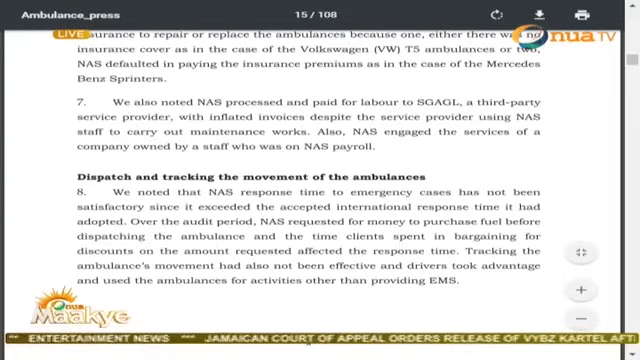 Ambulance_press
15 / 108
insurance to repair or replace the ambulances because one, either there was no
LIVE
onua TV
insurance cover as in the case of the Volkswagen (VW) T5 ambulances or two,
NAS defaulted in paying the insurance premiums as in the case of the Mercedes
Benz Sprinters.
7. We also noted NAS processed and paid for labour to SGAGL, a third-party
service provider, with inflated invoices despite the service provider using NAS
staff to carry out maintenance works. Also, NAS engaged the services of a
company owned by a staff who was on NAS payroll.
Dispatch and tracking the movement of the ambulances
8. We noted that NAS response time to emergency cases has not been
satisfactory since it exceeded the accepted international response time it had
adopted. Over the audit period, NAS requested for money to purchase fuel before
dispatching the ambulance and the time clients spent in bargaining for
discounts on the amount requested affected the response time. Tracking
the ambulance's movement had also not been effective and drivers took advantage
and used the ambulances for activities other than providing EMS.
onua
Maakye
ENTERTAINMENT NEWS JAMAICAN COURT OF APPEAL ORDERS RELEASE OF VYBZ KARTEL AFT